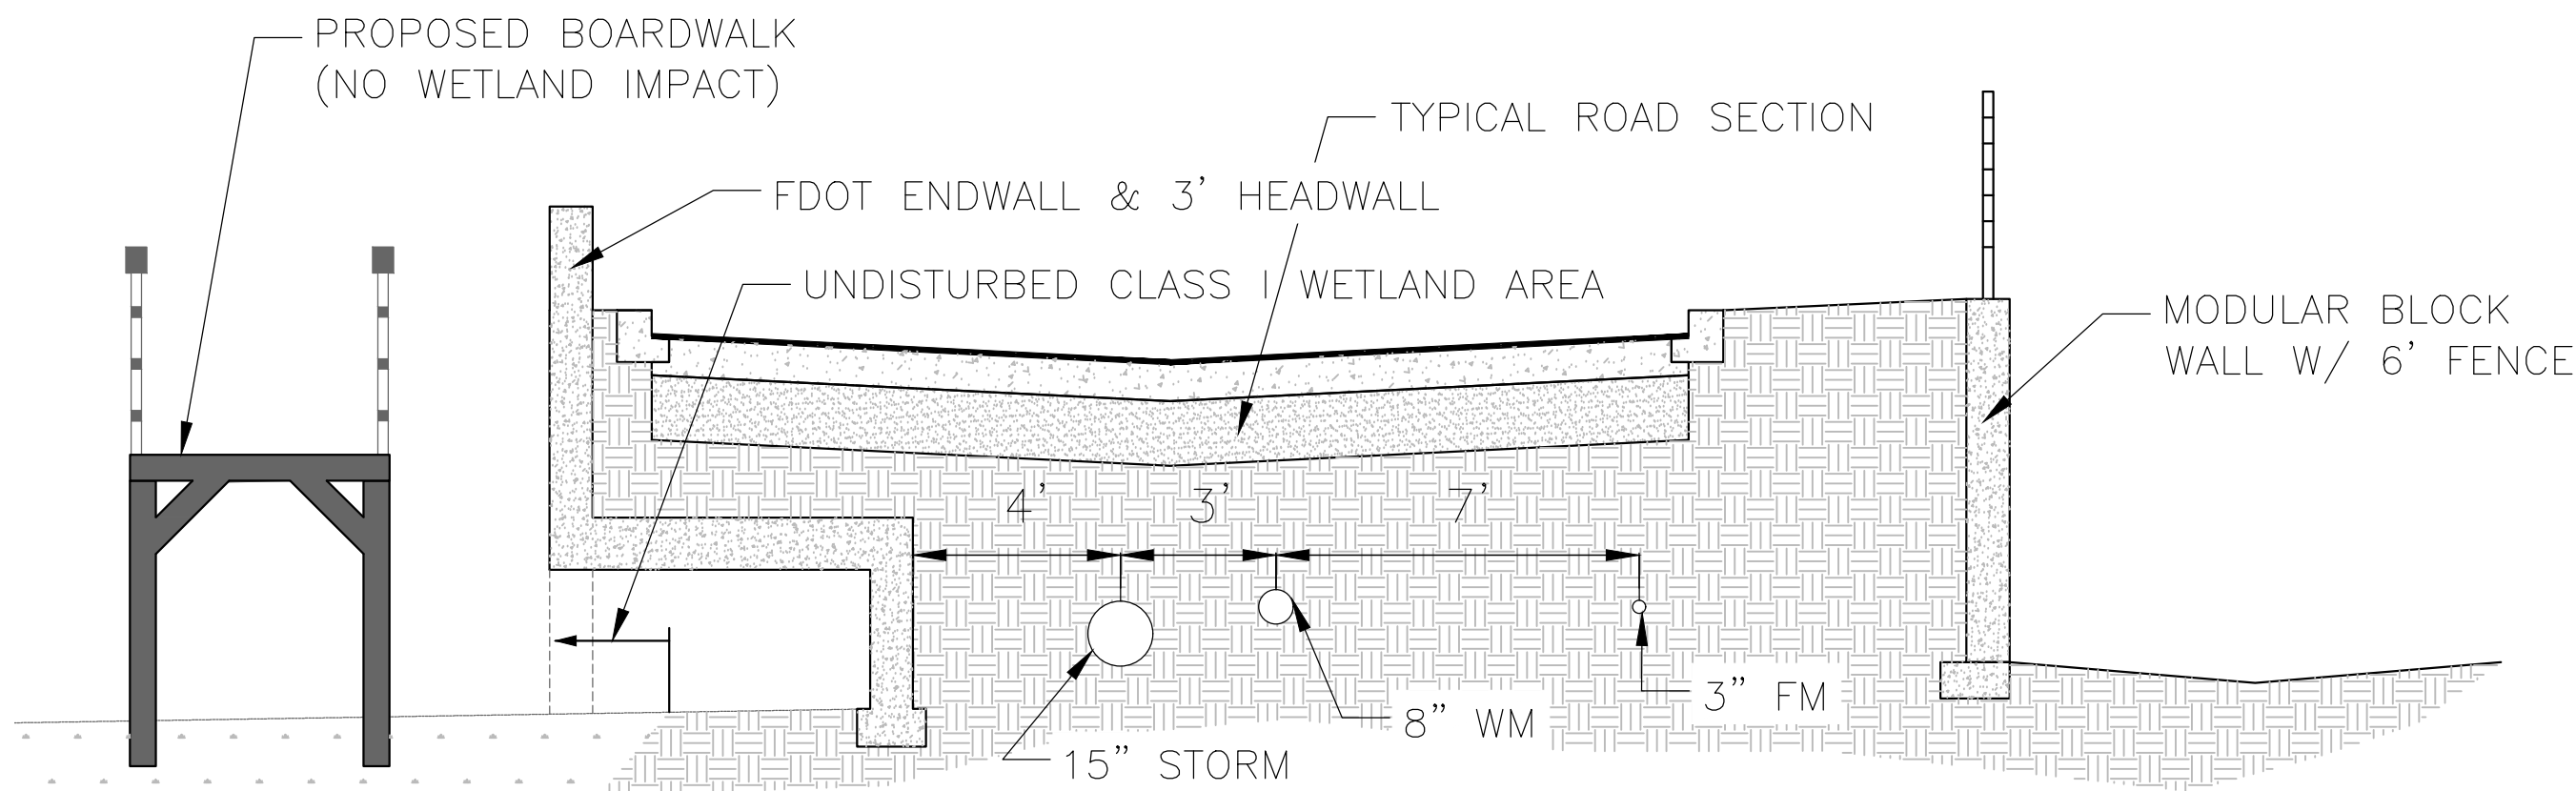 PROPOSED BOARDWALK
(NO WETLAND IMPACT)
TYPICAL ROAD SECTION
FDOT ENDWALL & 3' HEADWALL
UNDISTURBED CLASS I WETLAND AREA
MODULAR BLOCK
WALL W/ 6' FENCE
4'
3'
7'
3" FM
8" WM
15" STORM